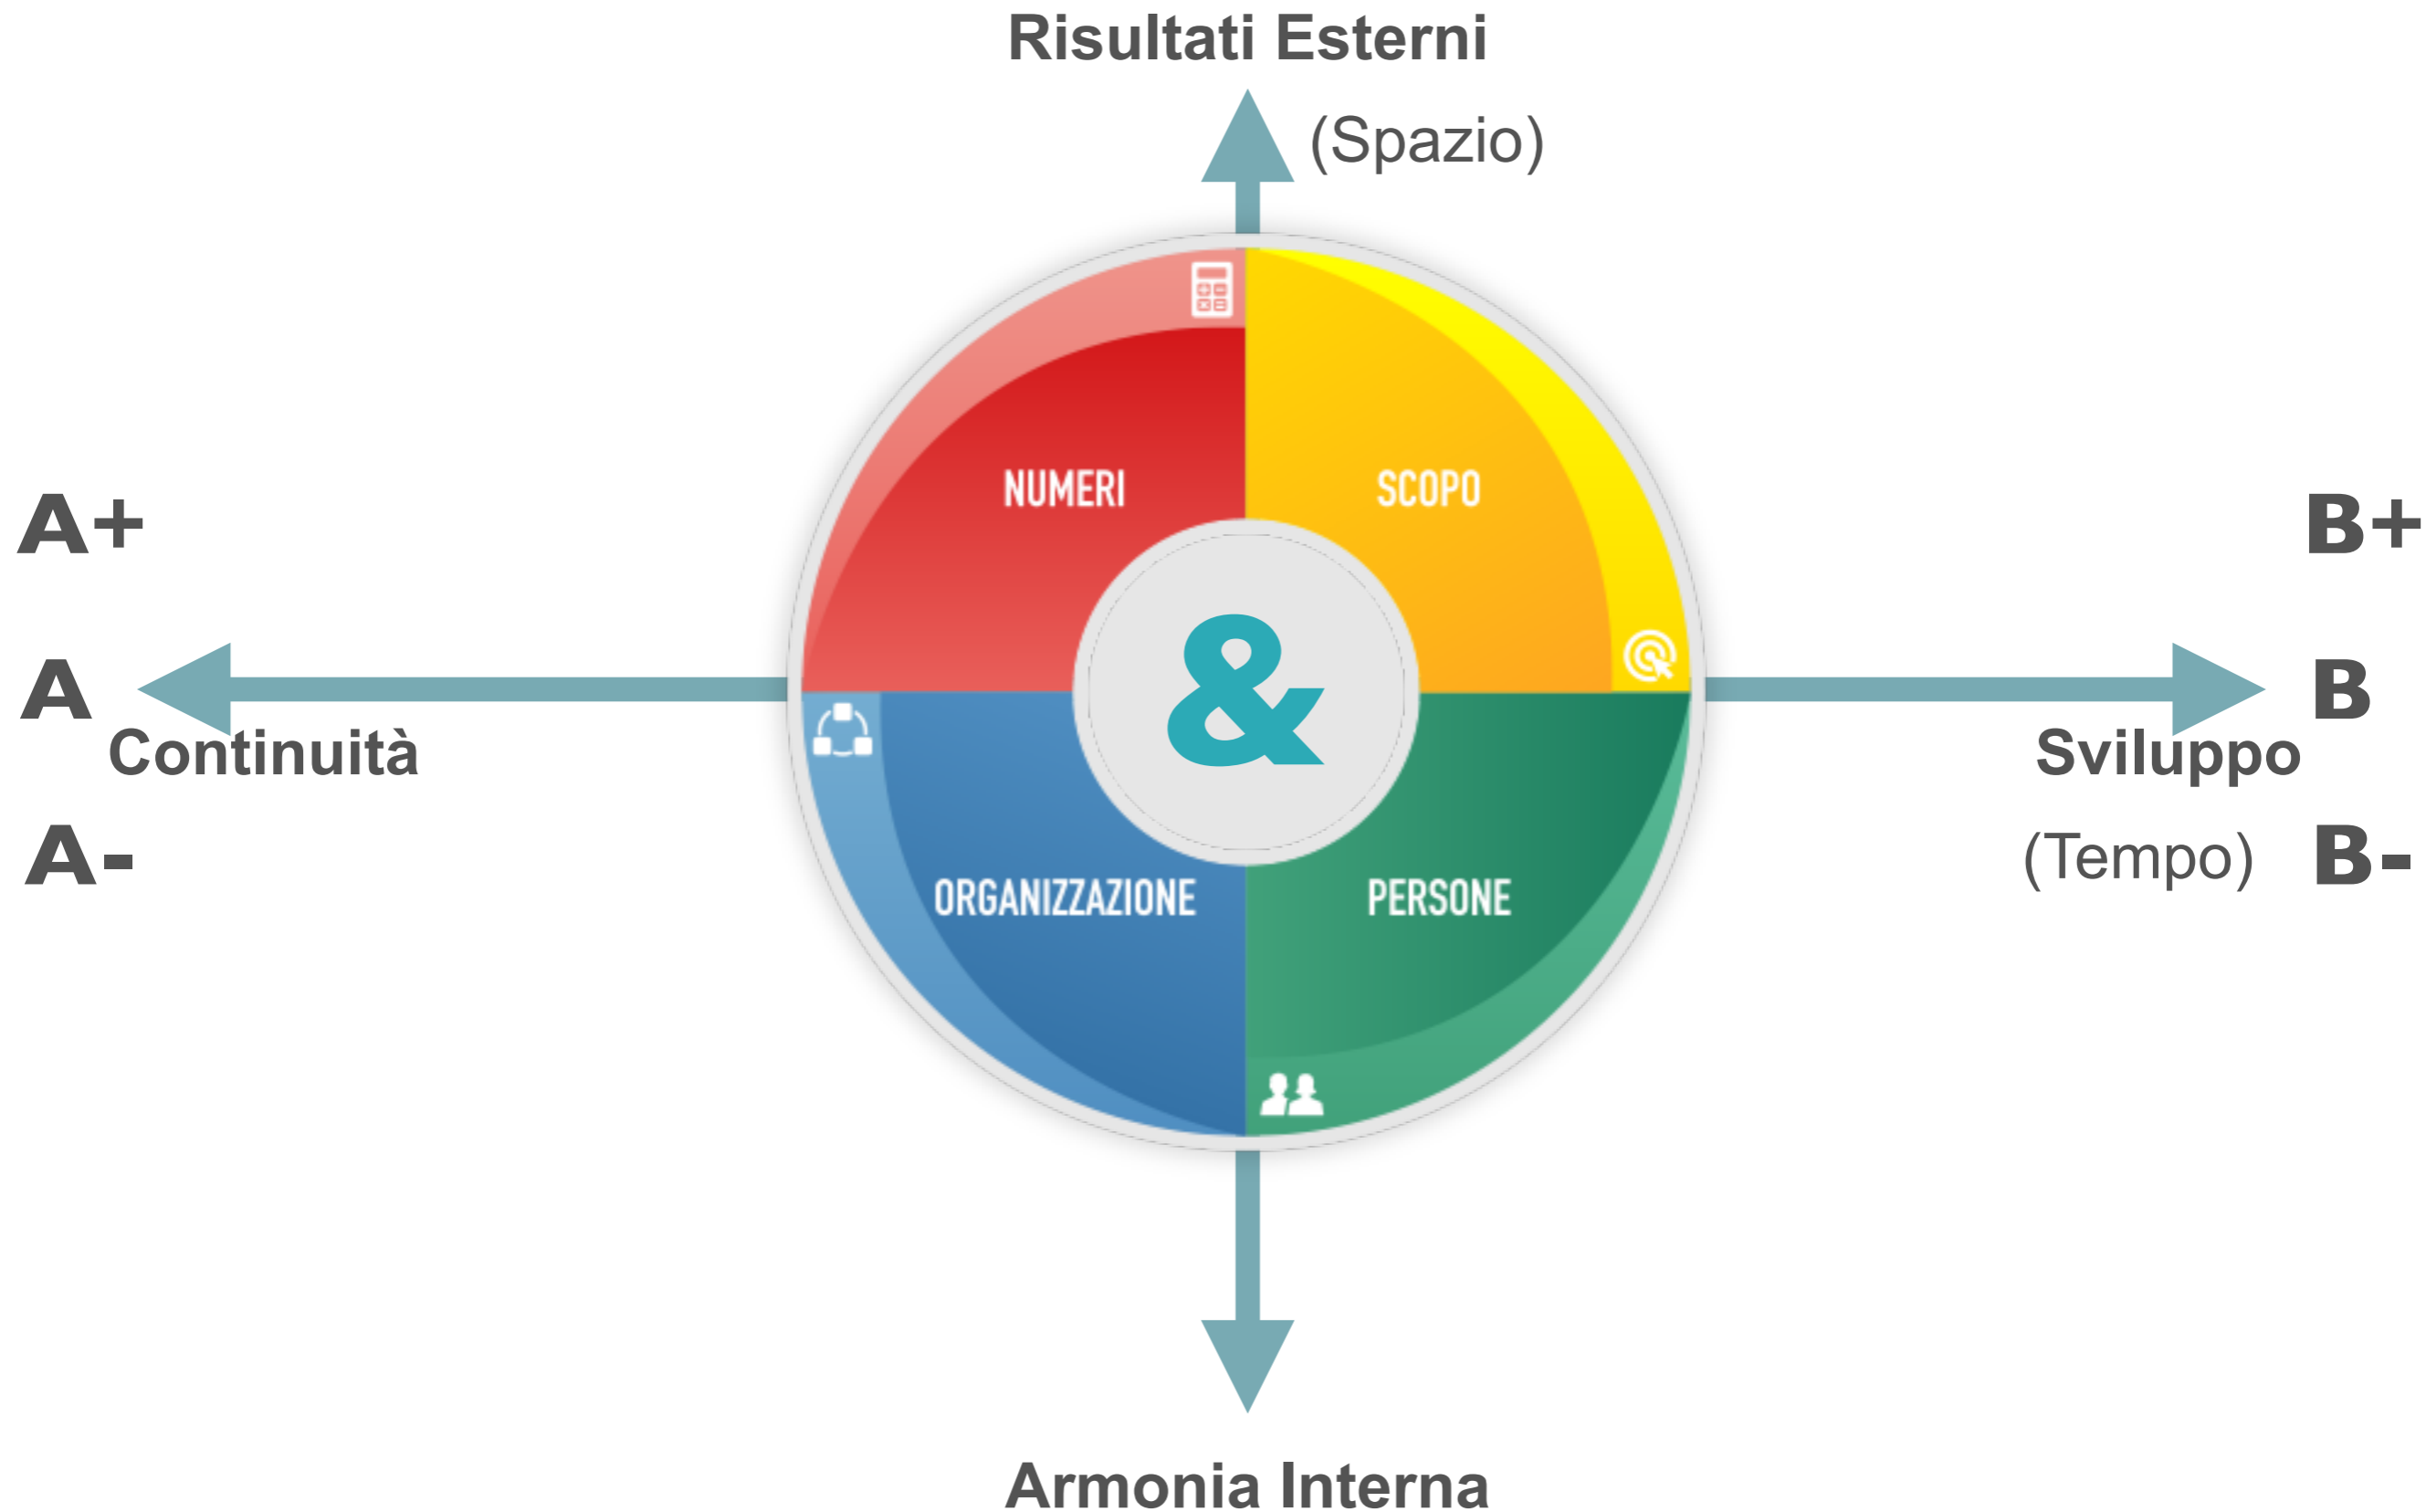 Risultati Esterni
(Spazio)
NUMERI
SCOPO
A+
B+
&
A
B
Continuità
Sviluppo
A-
(Tempo)
B-
ORGANIZZAZIONE
PERSONE
Armonia Interna